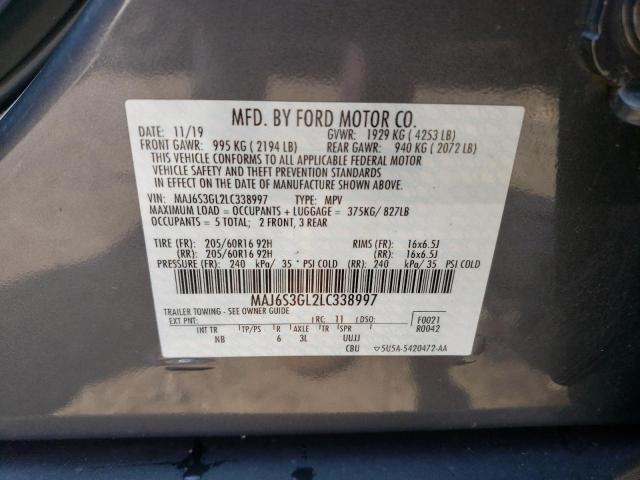 MFD. BY FORD MOTOR CO.
DATE: 11/19 GVWR: 1929 KG ( 4253 LB)
FRONT GAWR: 995 KG ( 2194 LB) REAR GAWR: 940 KG ( 2072 LB)
THIS VEHICLE CONFORMS TO ALL APPLICABLE FEDERAL MOTOR
VEHICLE SAFETY AND THEFT PREVENTION STANDARDS IN EFFECT ON
THE DATE OF MANUFACTURE SHOWN ABOVE.
VIN: MAJ6S3GL2LC338997 TYPE: MPV
MAXIMUM LOAD = OCCUPANTS + LUGGAGE = 375KG/ 827LB
OCCUPANTS = 5 TOTAL; 2 FRONT, 3 REAR
TIRE (FR): 205/60R16 92H RIMS (FR): 16x6.5J
(RR): 205/60R16 92H (RR): 16x6.5J
PRESSURE (FR): 240 kPa/ 35 PSI COLD (RR): 240 kPa/ 35 PSI COLD
MAJ6S3GL2LC338997
TRAILER TOWING - SEE OWNER GUIDE
EXT PNT: RC: 11 DSO: F0021
R0042
INT TR TP/PS R AXLE TR SPR
NB 6 3L UUJJ
CBU 5U5A-5420472-AA